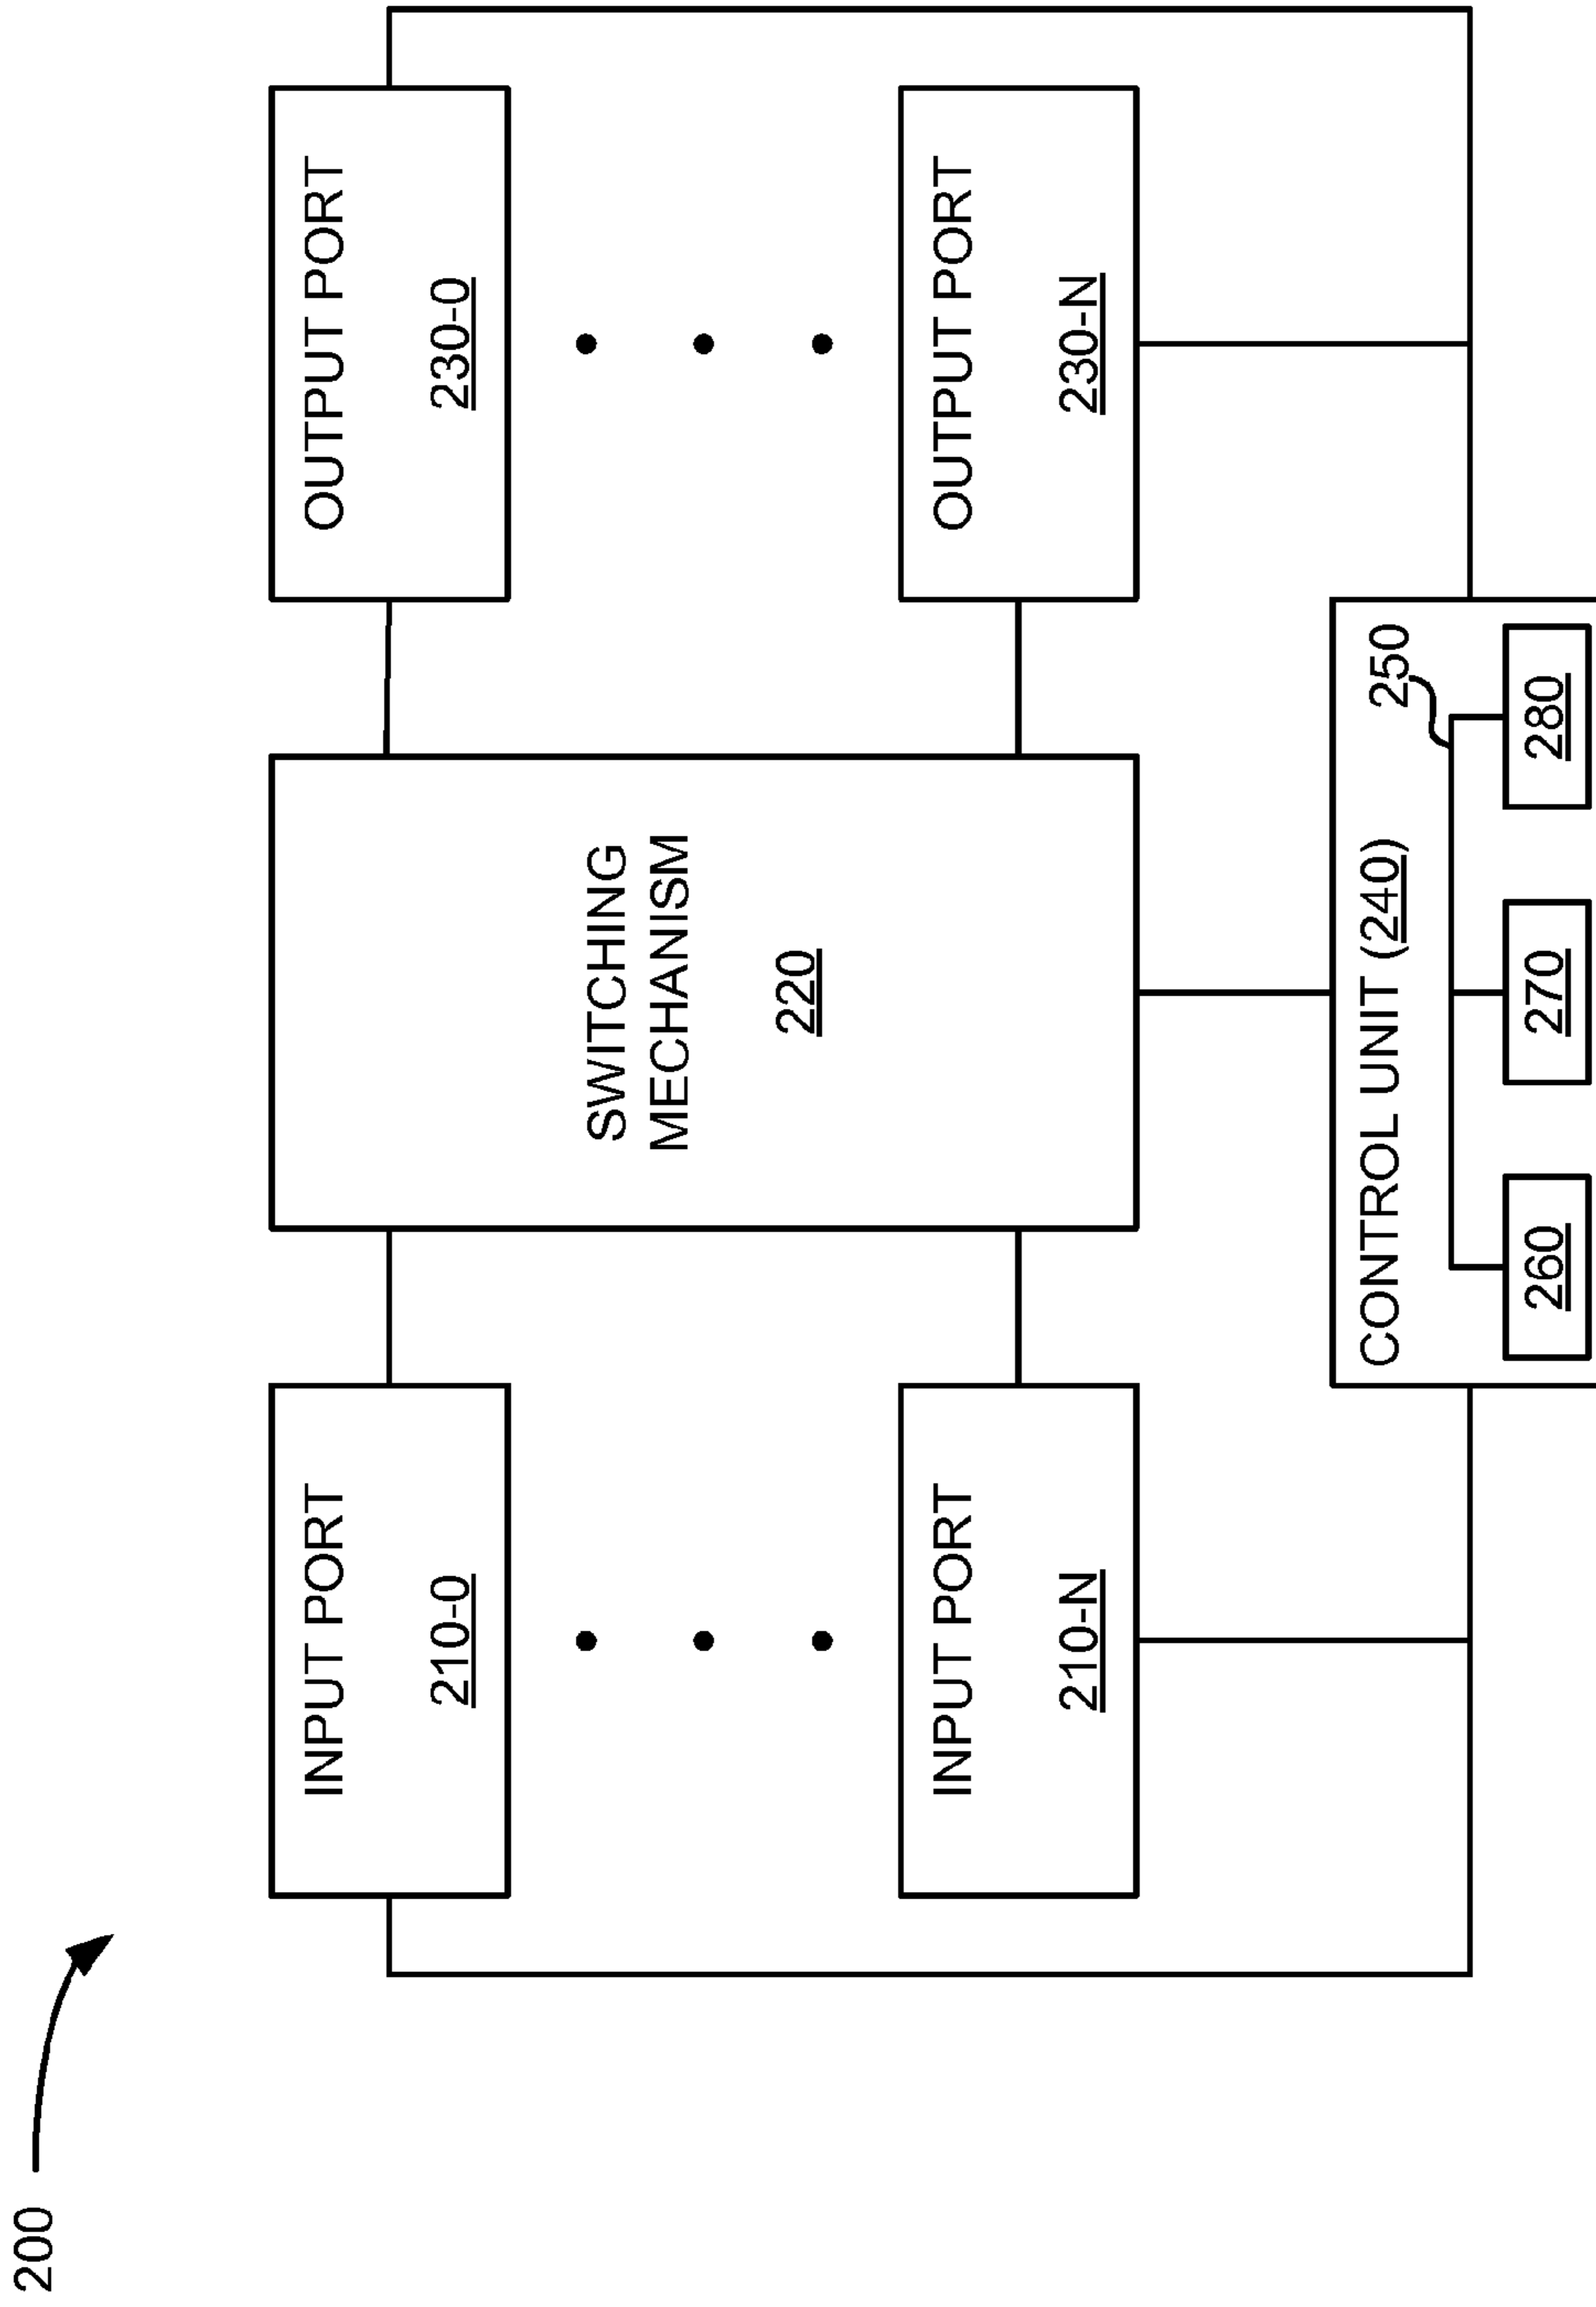 200
INPUT PORT
210-0
SWITCHING
MECHANISM
220
OUTPUT PORT
230-0
INPUT PORT
210-N
OUTPUT PORT
230-N
CONTROL UNIT (240)
250
260
270
280